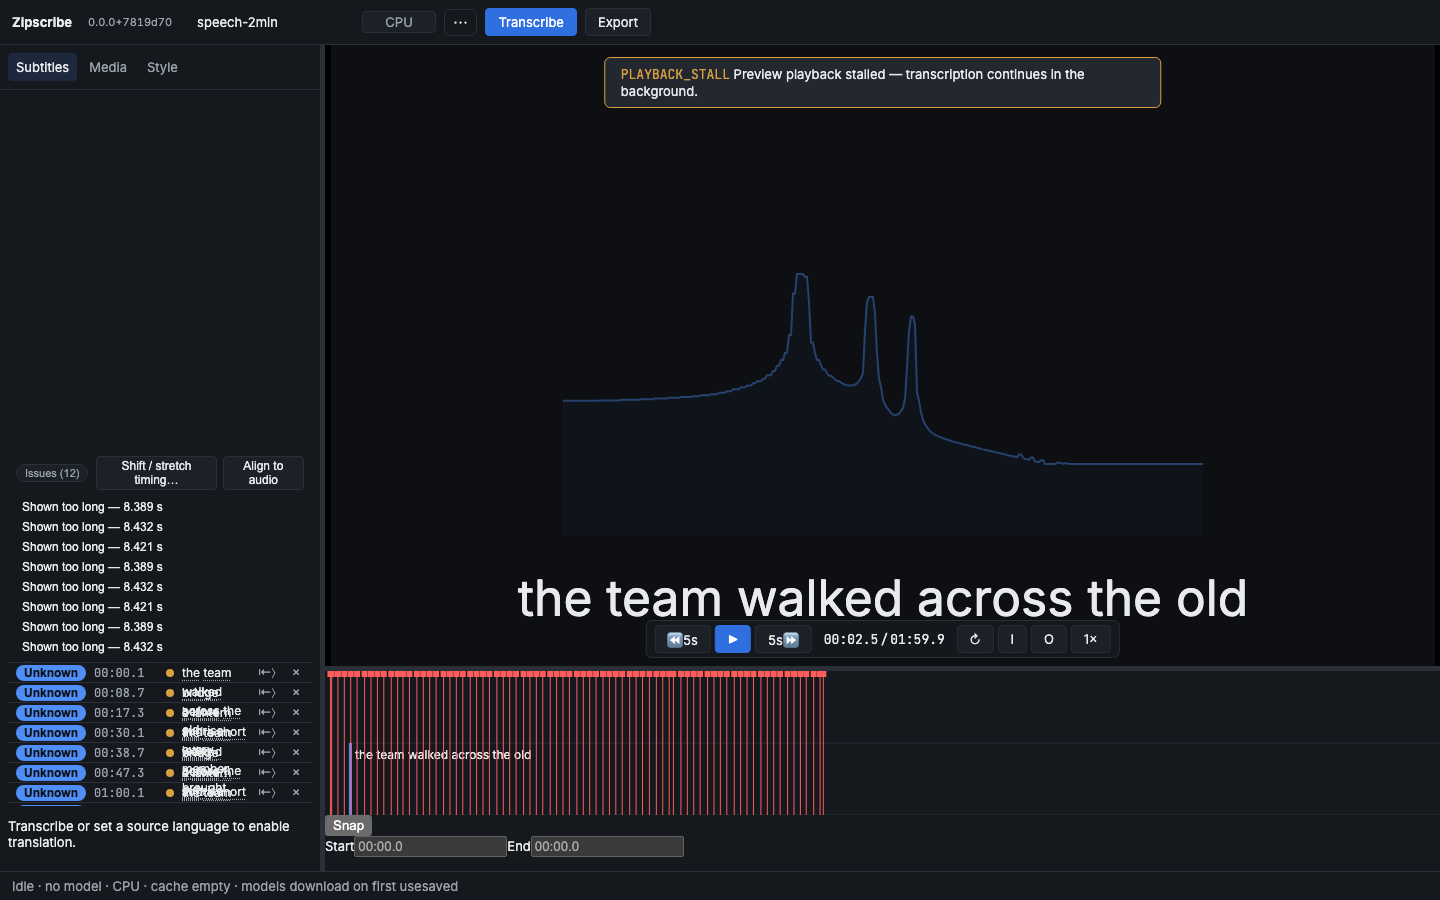 Zipscribe 0.0.0+7819d70 speech-2min CPU ... Transcribe Export
Subtitles Media Style
PLAYBACK_STALL Preview playback stalled — transcription continues in the
background.
Issues (12)
Shift / stretch
timing…
Align to
audio
Shown too long — 8.389 s
Shown too long — 8.432 s
Shown too long — 8.421 s
Shown too long — 8.389 s
Shown too long — 8.432 s
Shown too long — 8.421 s
Shown too long — 8.389 s
Shown too long — 8.432 s
the team walked across the old
⏪5s ▶ 5s⏩ 00:02.5/01:59.9 ↻ I O 1×
Unknown 00:00.1 the team ×
Unknown 00:08.7 ×
Unknown 00:17.3 ×
Unknown 00:30.1 ×
Unknown 00:38.7 ×
Unknown 00:47.3 ×
Unknown 01:00.1 ×
the team walked across the old
Transcribe or set a source language to enable
translation.
Snap
Start 00:00.0 End 00:00.0
Idle · no model · CPU · cache empty · models download on first usesaved